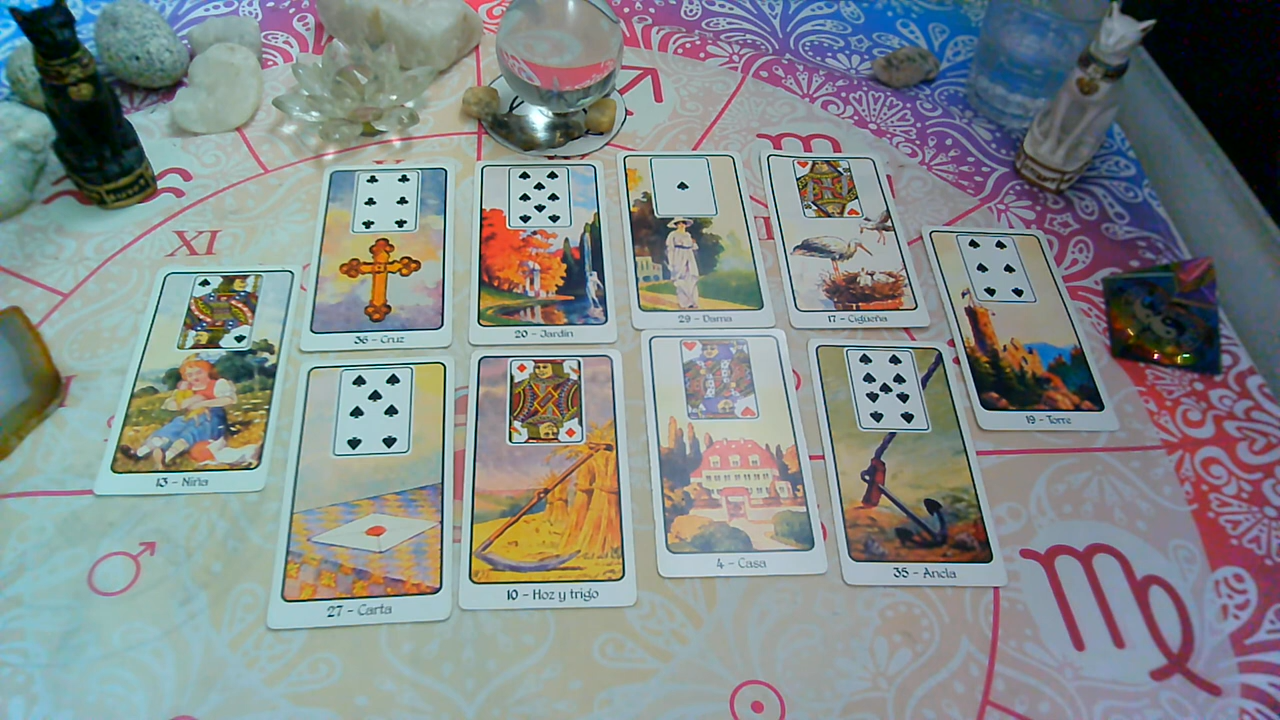 36 - Cruz
20 - Jardín
29 - Dama
17 - Cigüeña
13 - Niña
19 - Torre
27 - Carta
10 - Hoz y trigo
4 - Casa
35 - Ancla
XI